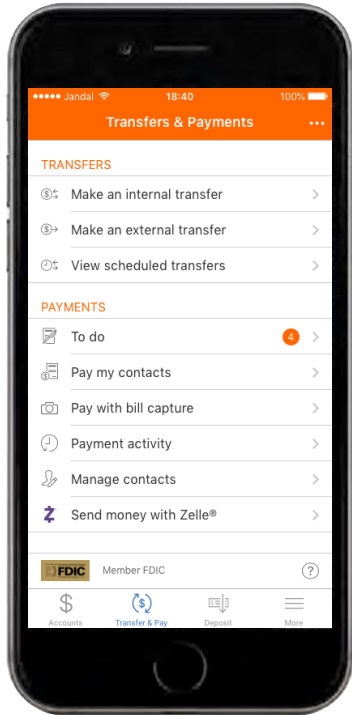 Jandal 18:40 100%
Transfers & Payments
TRANSFERS
Make an internal transfer
Make an external transfer
View scheduled transfers
PAYMENTS
To do 4
Pay my contacts
Pay with bill capture
Payment activity
Manage contacts
Send money with Zelle®
FDIC Member FDIC ?
Accounts Transfer & Pay Deposit More